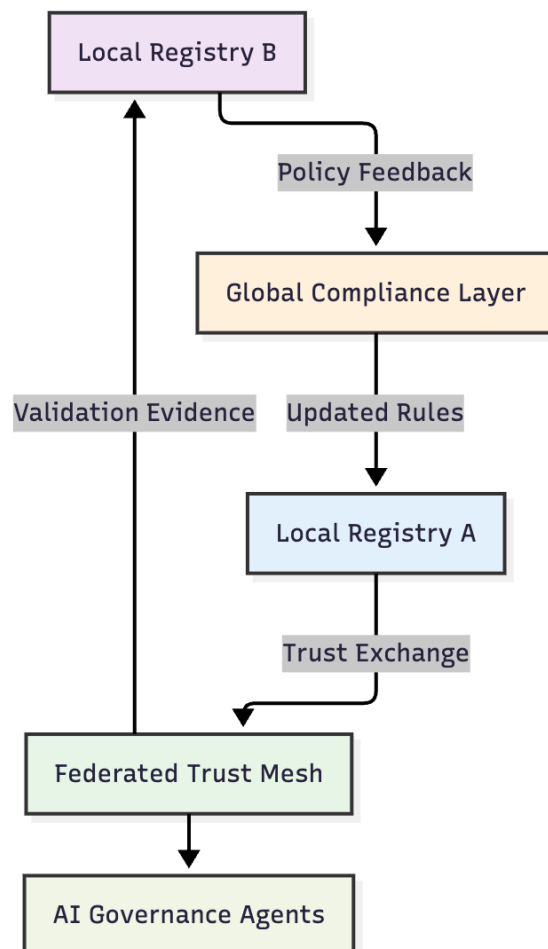 Local Registry B
Policy Feedback
Global Compliance Layer
Validation Evidence
Updated Rules
Local Registry A
Trust Exchange
Federated Trust Mesh
AI Governance Agents